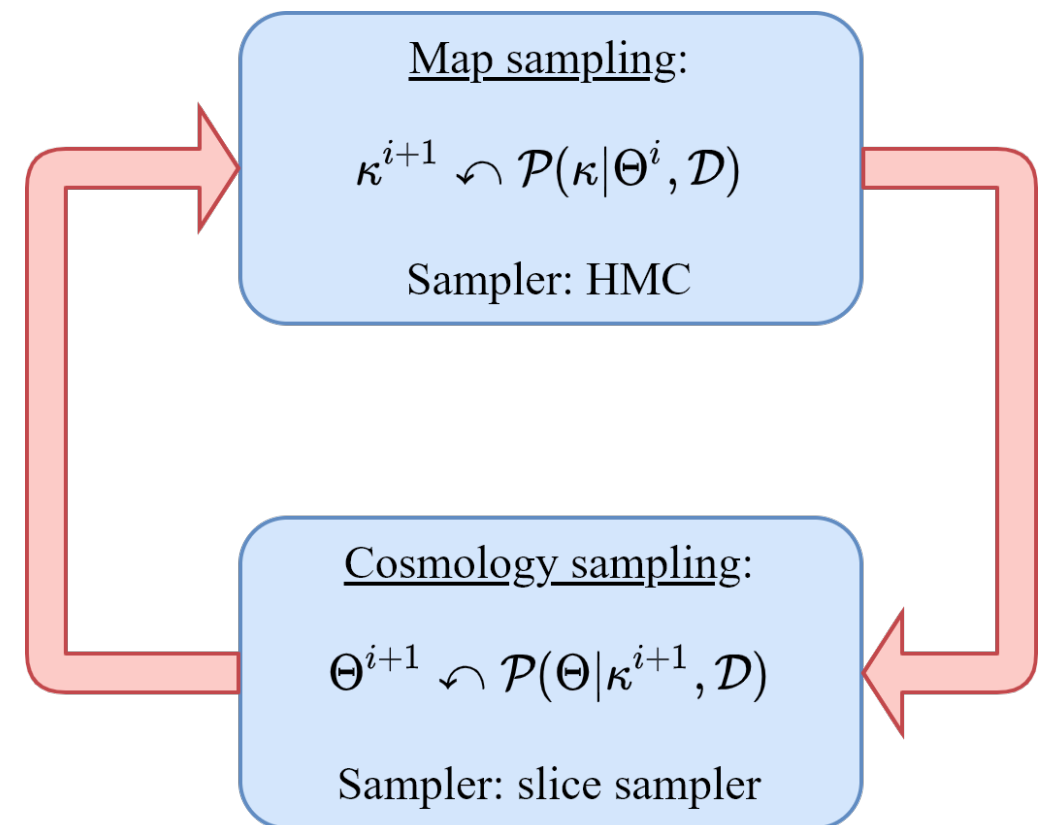 Map sampling:
κ^{i+1} ↶ 𝒫(κ|Θ^i, 𝒟)
Sampler: HMC
Cosmology sampling:
Θ^{i+1} ↶ 𝒫(Θ|κ^{i+1}, 𝒟)
Sampler: slice sampler